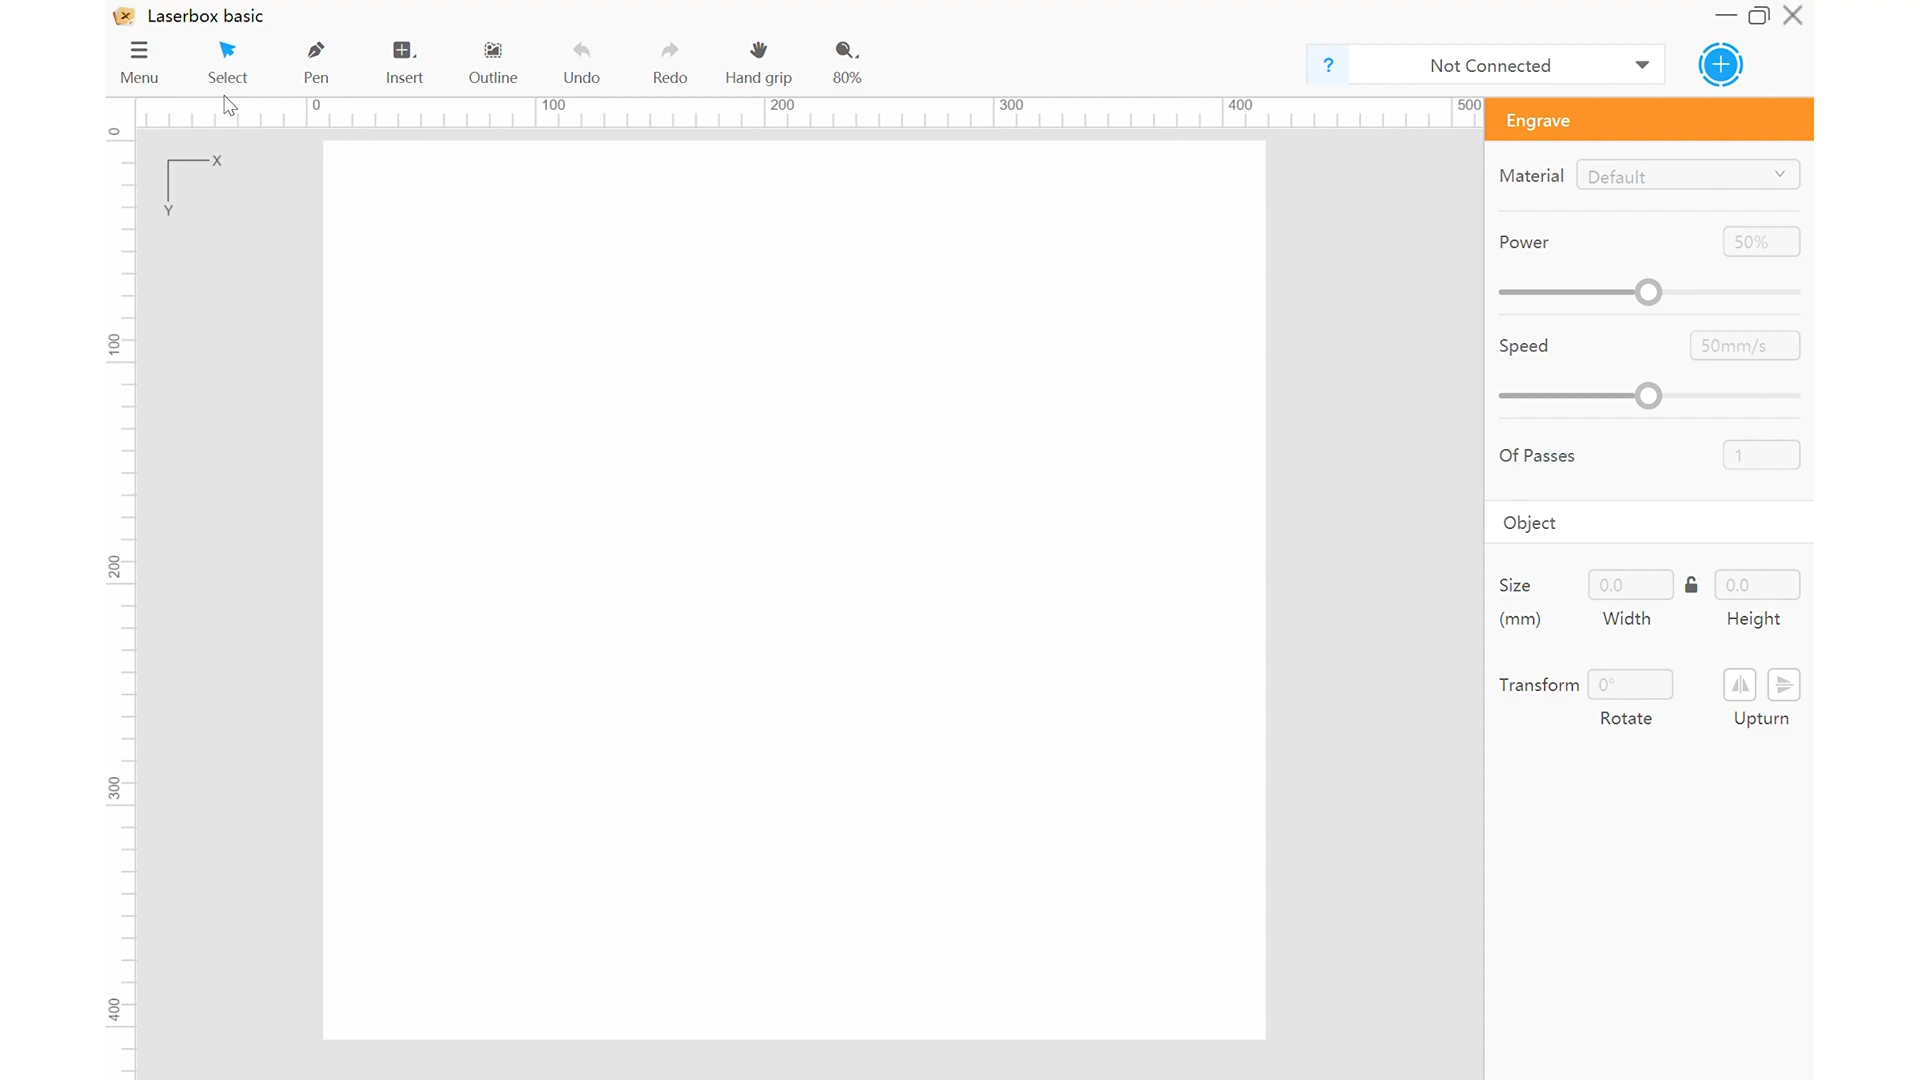 Laserbox basic
Menu Select Pen Insert Outline Undo Redo Hand grip 80%
? Not Connected
0 100 200 300 400 500
0
100
200
300
400
X
Y
Engrave
Material Default
Power 50%
Speed 50mm/s
Of Passes 1
Object
Size 0.0 0.0
(mm) Width Height
Transform 0°
Rotate Upturn